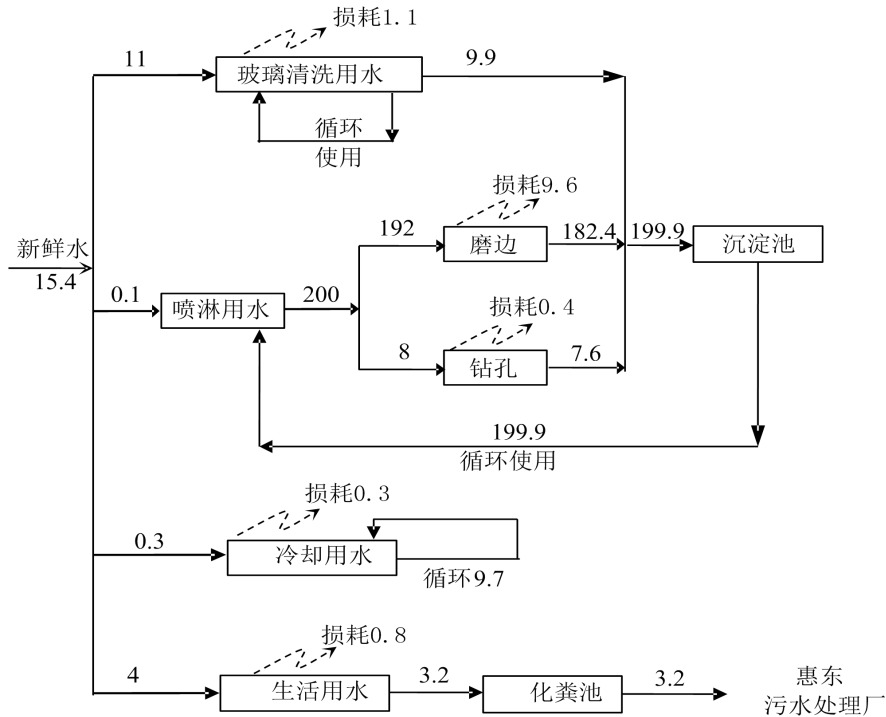 损耗1.1
11
玻璃清洗用水
9.9
循环
使用
损耗9.6
192
磨边
182.4
199.9
沉淀池
新鲜水
15.4
0.1
喷淋用水
200
损耗0.4
8
钻孔
7.6
199.9
循环使用
损耗0.3
0.3
冷却用水
循环9.7
损耗0.8
4
生活用水
3.2
化粪池
3.2
惠东
污水处理厂